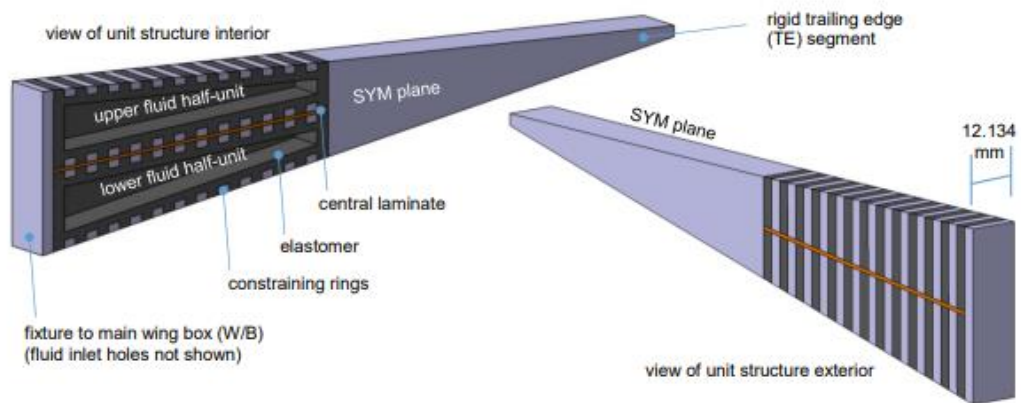 view of unit structure interior
rigid trailing edge
(TE) segment
upper fluid half-unit
SYM plane
lower fluid half-unit
central laminate
elastomer
constraining rings
fixture to main wing box (W/B)
(fluid inlet holes not shown)
SYM plane
12.134
mm
view of unit structure exterior